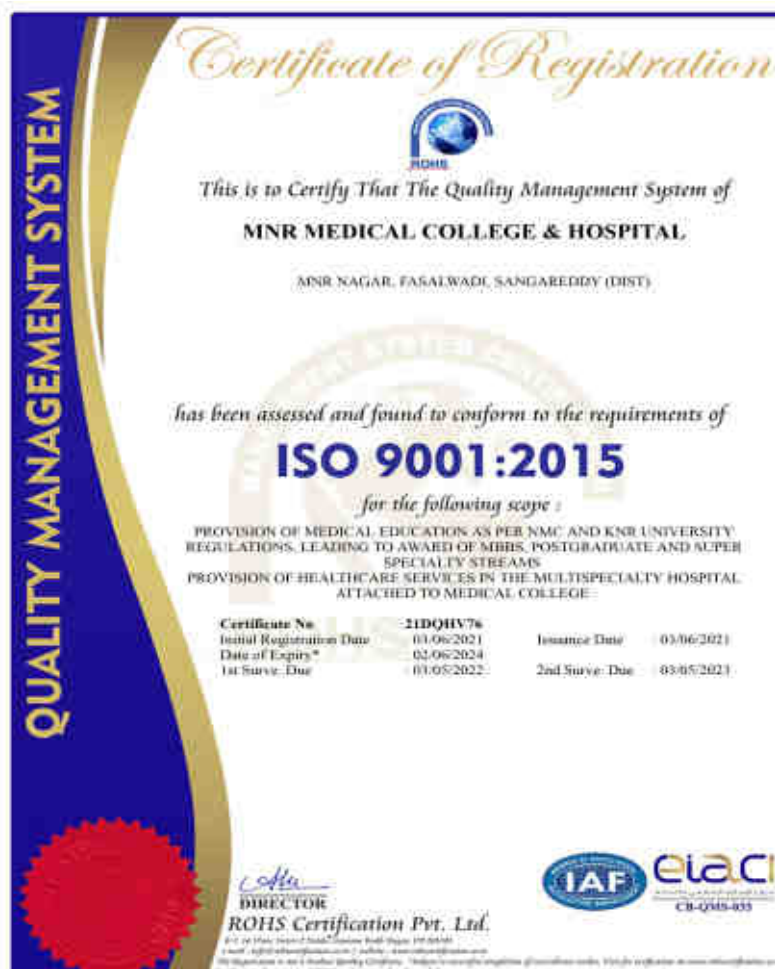 Certificate of Registration
ROHS
This is to Certify That The Quality Management System of
MNR MEDICAL COLLEGE & HOSPITAL
MNR NAGAR, FASALWADI, SANGAREDDY (DIST)
has been assessed and found to conform to the requirements of
ISO 9001:2015
for the following scope :
PROVISION OF MEDICAL EDUCATION AS PER NMC AND KNR UNIVERSITY
REGULATIONS, LEADING TO AWARD OF MBBS, POSTGRADUATE AND SUPER
SPECIALTY STREAMS
PROVISION OF HEALTHCARE SERVICES IN THE MULTISPECIALTY HOSPITAL
ATTACHED TO MEDICAL COLLEGE
Certificate No : 21DQHV76
Initial Registration Date : 03/06/2021 Issuance Date : 03/06/2021
Date of Expiry* : 02/06/2024
1st Surve. Due : 03/05/2022 2nd Surve. Due : 03/05/2023
QUALITY MANAGEMENT SYSTEM
DIRECTOR
ROHS Certification Pvt. Ltd.
IAF
eiaci
CB-QMS-035